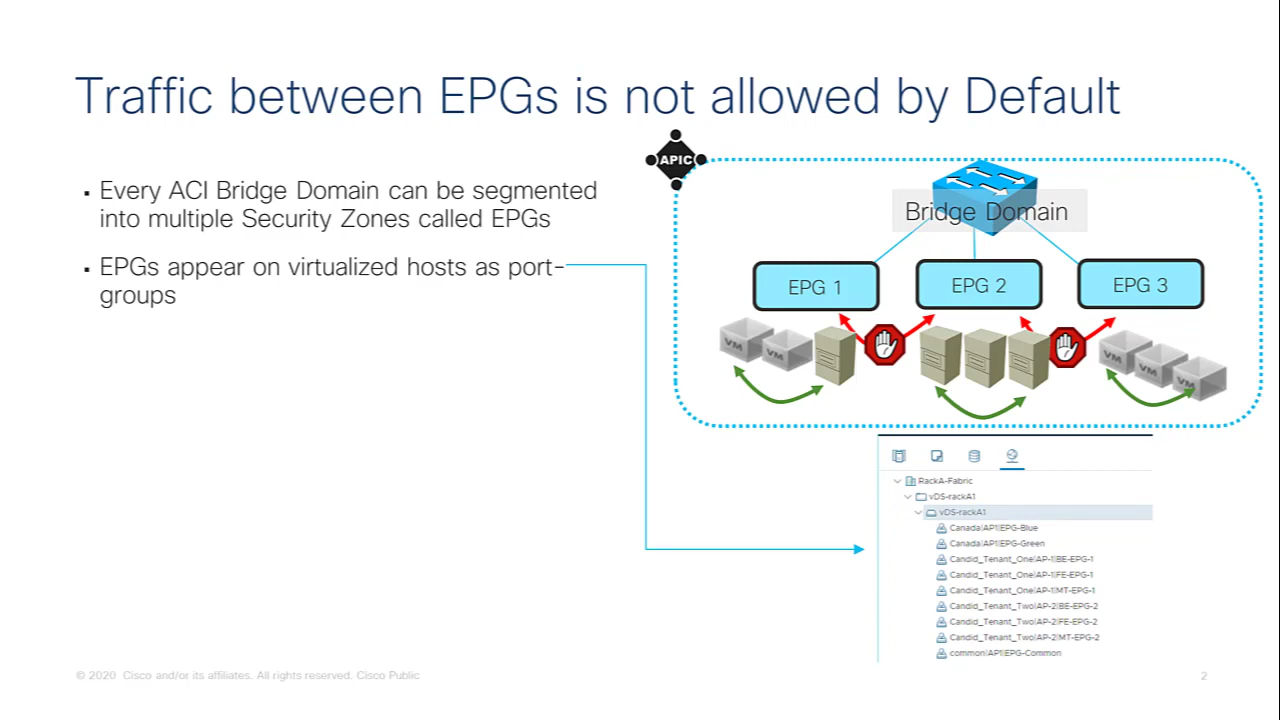 Traffic between EPGs is not allowed by Default
▪ Every ACI Bridge Domain can be segmented
into multiple Security Zones called EPGs
▪ EPGs appear on virtualized hosts as port-
groups
APIC
Bridge Domain
EPG 1
EPG 2
EPG 3
VM
VM
VM
VM
VM
RackA-Fabric
vDS-rackA1
vDS-rackA1
Canada|AP1|EPG-Blue
Canada|AP1|EPG-Green
Candid_Tenant_One|AP-1|BE-EPG-1
Candid_Tenant_One|AP-1|FE-EPG-1
Candid_Tenant_One|AP-1|MT-EPG-1
Candid_Tenant_Two|AP-2|BE-EPG-2
Candid_Tenant_Two|AP-2|FE-EPG-2
Candid_Tenant_Two|AP-2|MT-EPG-2
common|AP1|EPG-Common
© 2020 Cisco and/or its affiliates. All rights reserved. Cisco Public
2